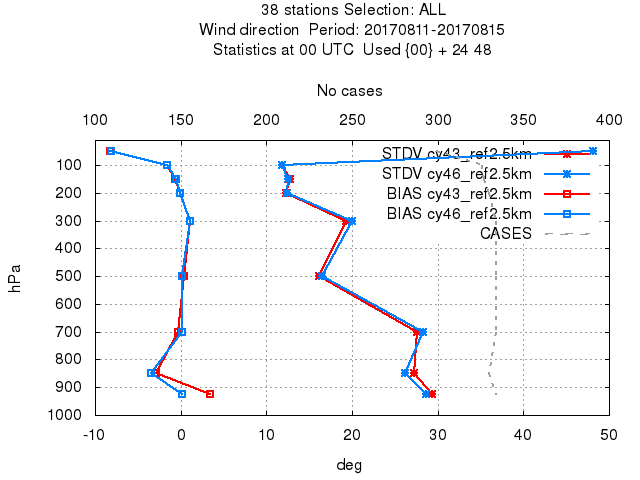 38 stations Selection: ALL
Wind direction  Period: 20170811-20170815
Statistics at 00 UTC  Used {00} + 24 48
No cases
100 150 200 250 300 350 400
STDV cy43_ref2.5km
STDV cy46_ref2.5km
BIAS cy43_ref2.5km
BIAS cy46_ref2.5km
CASES
100
200
300
400
500
600
700
800
900
1000
hPa
-10 0 10 20 30 40 50
deg